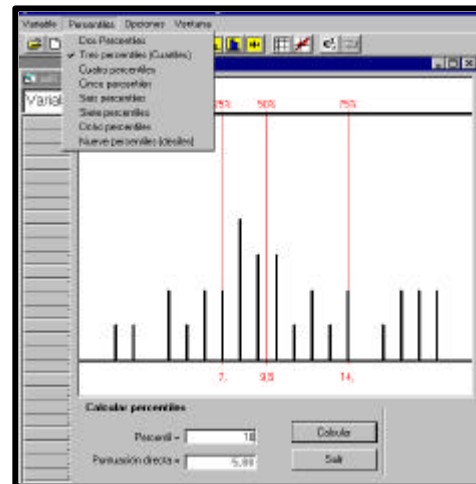 Variable Percentiles Opciones Ventana
Dos Percentiles
✓ Tres percentiles (Cuartiles)
Cuatro percentiles
Cinco percentiles
Seis percentiles
Siete percentiles
Ocho percentiles
Nueve percentiles (deciles)
Variab
25% 50% 75%
7, 9,5 14,
Calcular percentiles
Percentil = 10
Calcular
Puntuación directa = 5,00
Salir